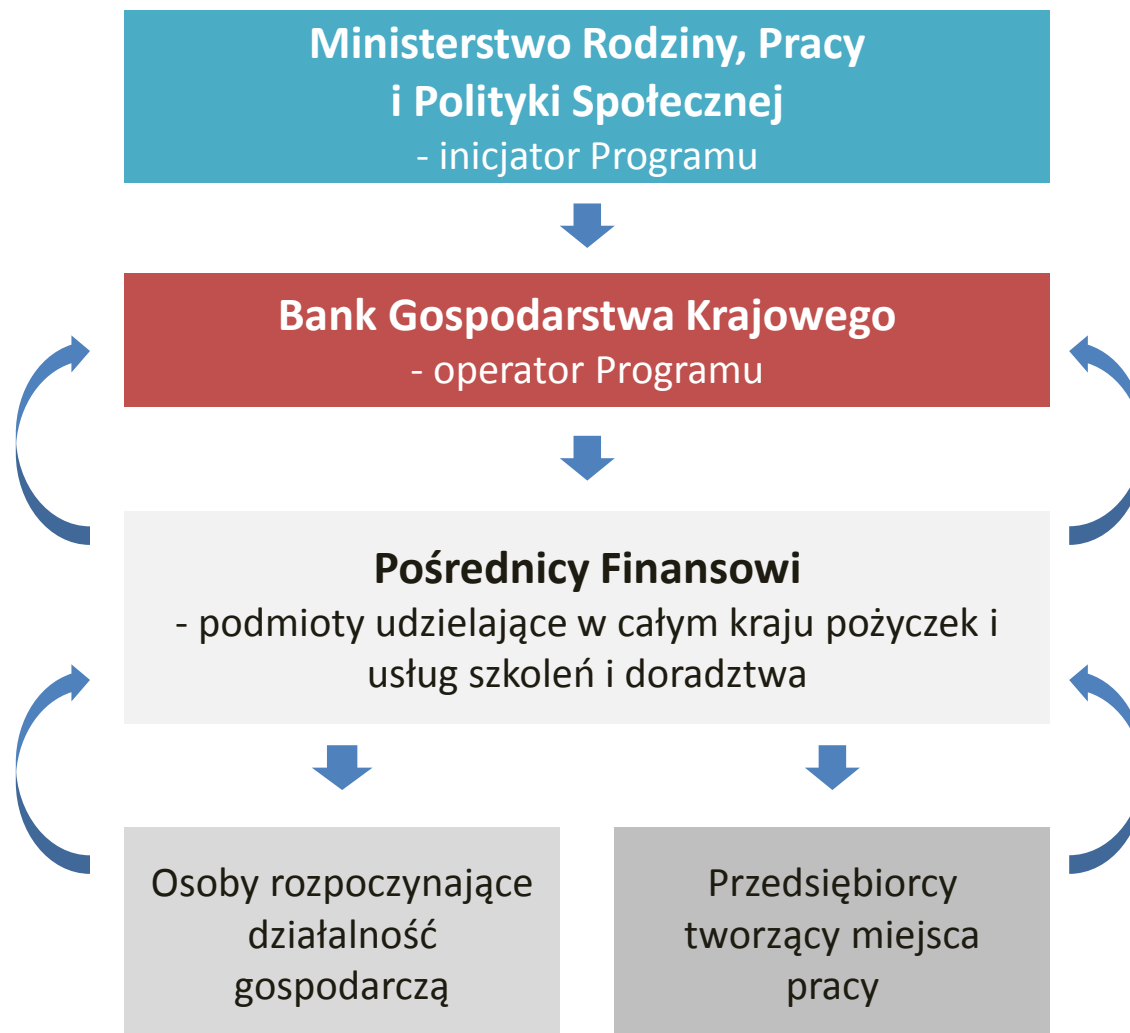 Ministerstwo Rodziny, Pracy
i Polityki Społecznej
- inicjator Programu
Bank Gospodarstwa Krajowego
- operator Programu
Pośrednicy Finansowi
- podmioty udzielające w całym kraju pożyczek i
usług szkoleń i doradztwa
Osoby rozpoczynające
działalność
gospodarczą
Przedsiębiorcy
tworzący miejsca
pracy